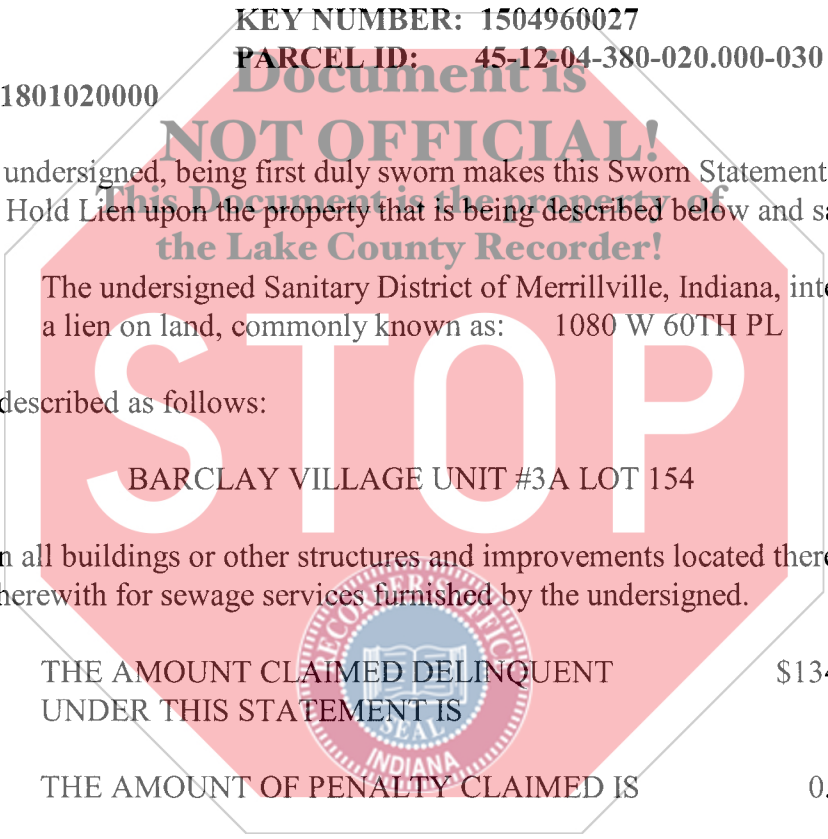 KEY NUMBER: 1504960027
PARCEL ID: 45-12-04-380-020.000-030
Document is
1801020000
NOT OFFICIAL!
undersigned, being first duly sworn makes this Sworn Statement
This Document is the property of
Hold Lien upon the property that is being described below and sa
the Lake County Recorder!
The undersigned Sanitary District of Merrillville, Indiana, inte
a lien on land, commonly known as: 1080 W 60TH PL
STOP
described as follows:
BARCLAY VILLAGE UNIT #3A LOT 154
n all buildings or other structures and improvements located there
herewith for sewage services furnished by the undersigned.
RECORDER'S OFFICE
THE AMOUNT CLAIMED DELINQUENT $134
UNDER THIS STATEMENT IS
SEAL
INDIANA
THE AMOUNT OF PENALTY CLAIMED IS 0.